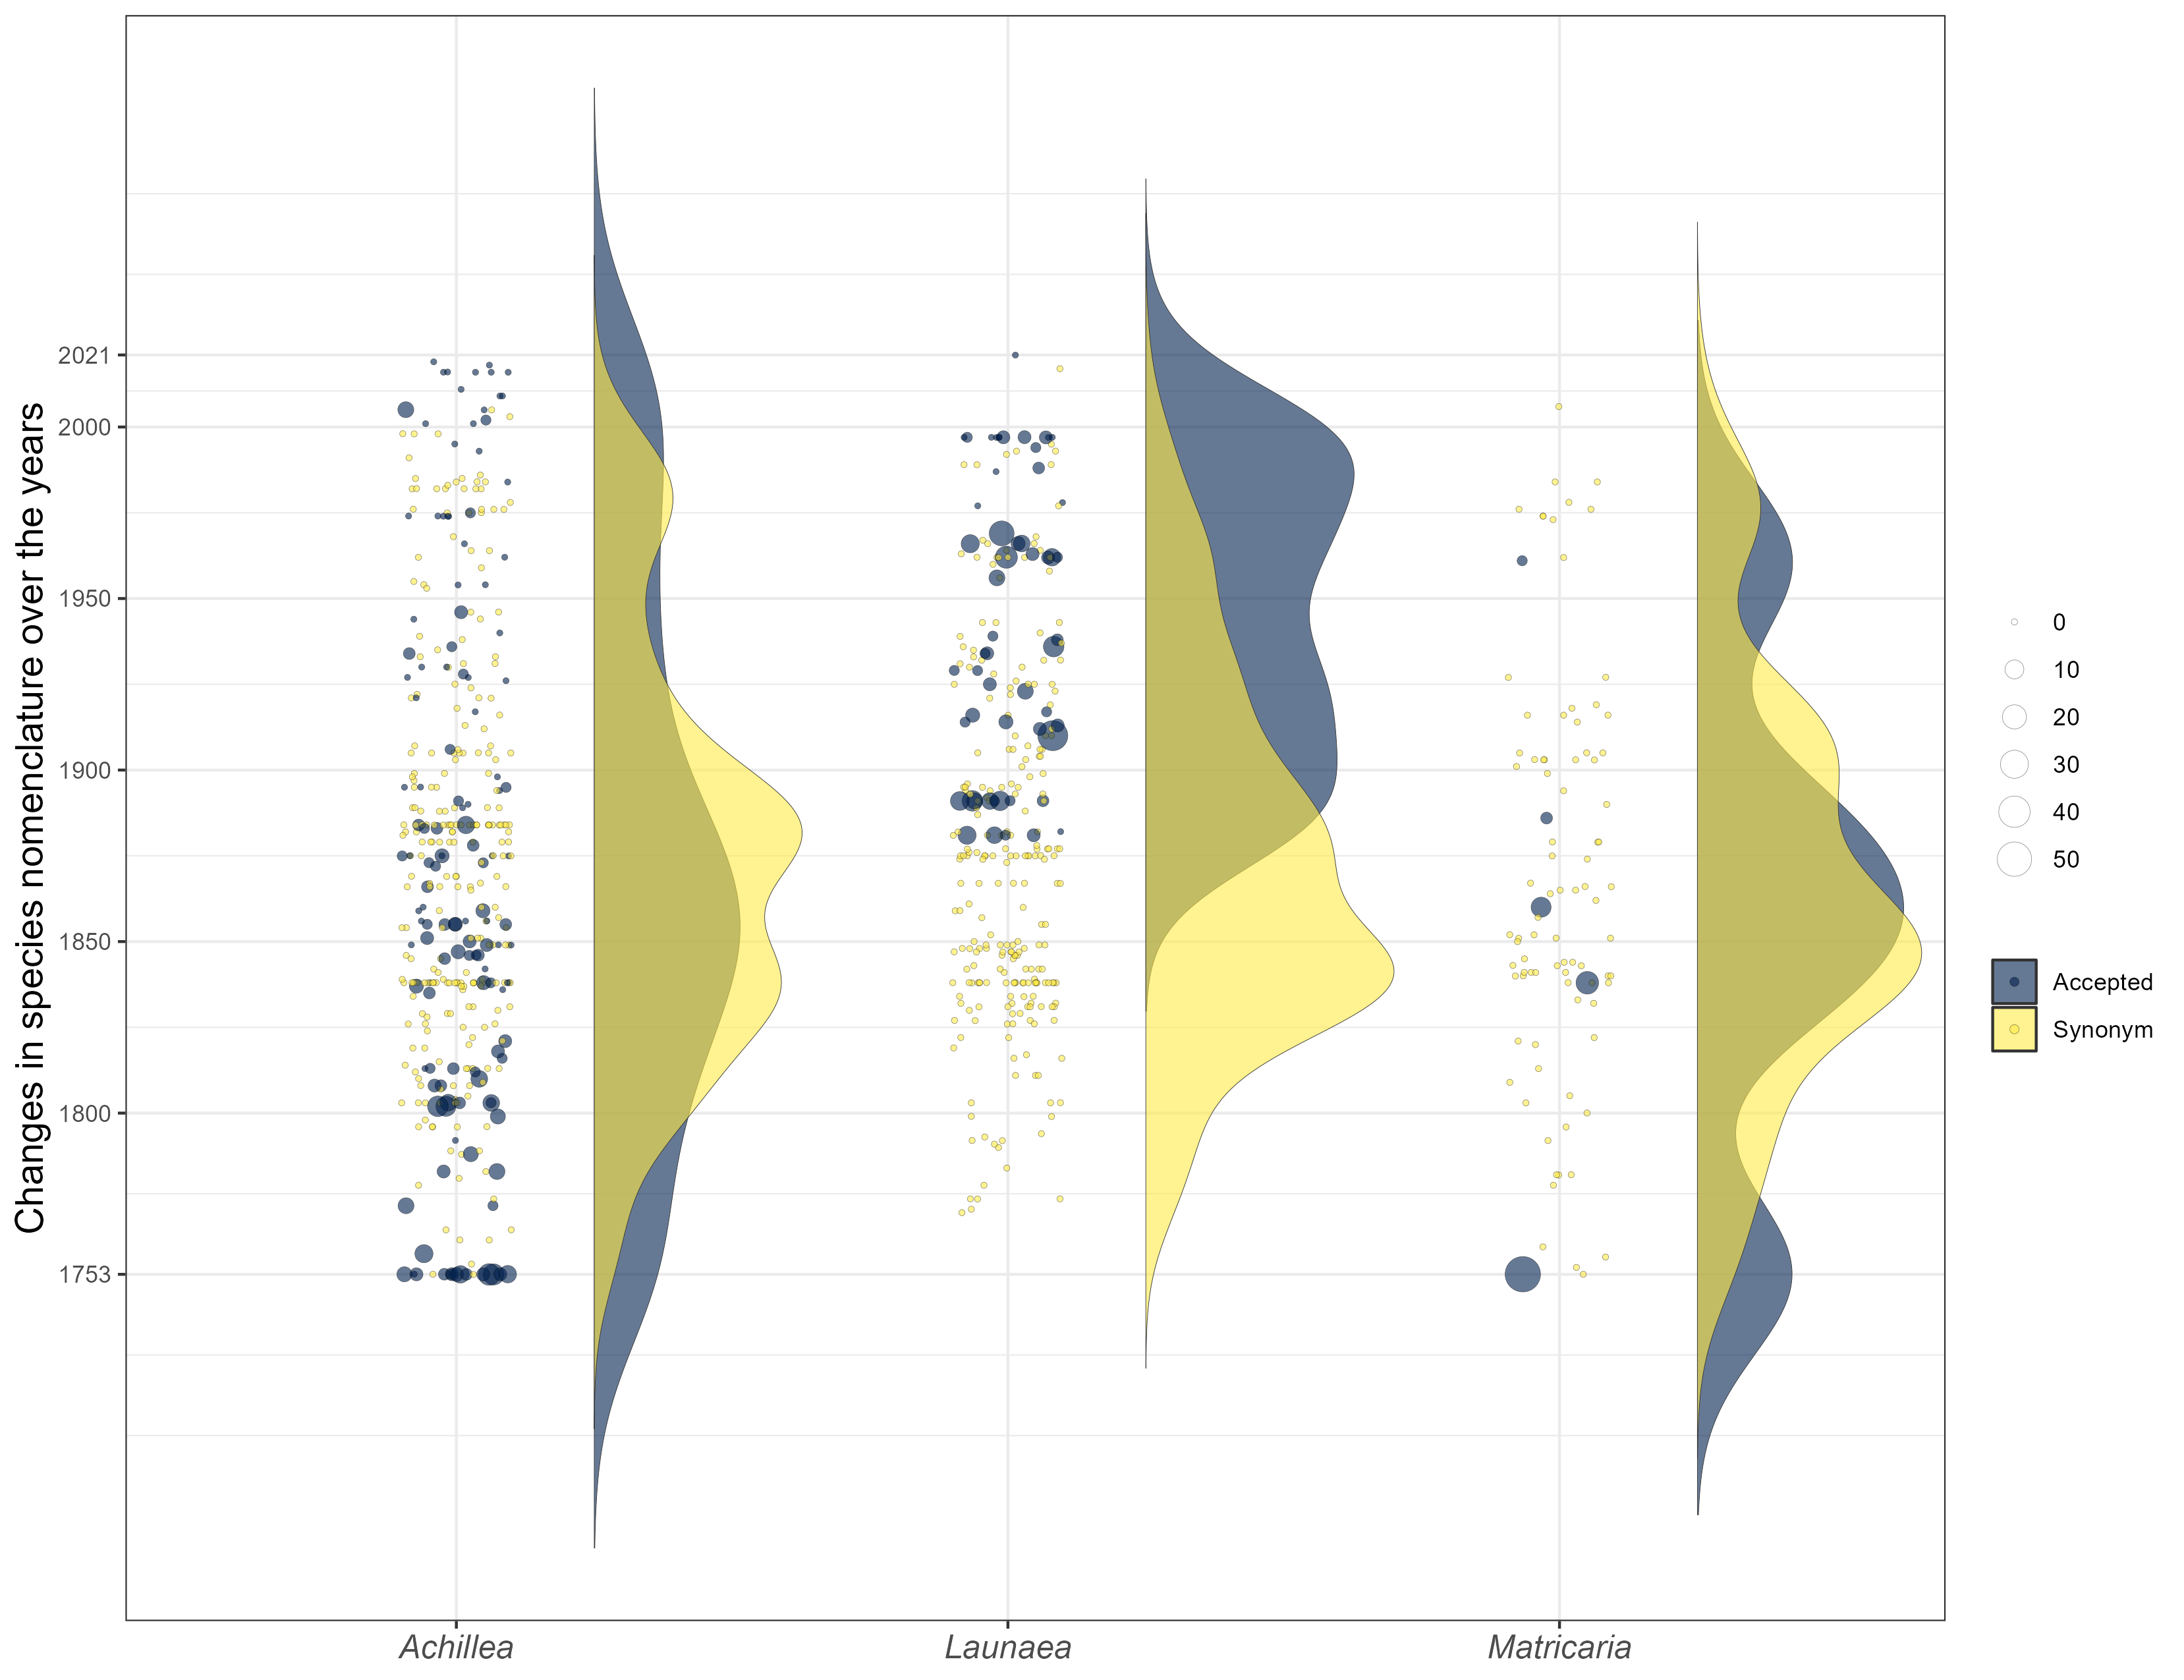 Changes in species nomenclature over the years
2021
2000
1950
1900
1850
1800
1753
Achillea
Launaea
Matricaria
0
10
20
30
40
50
Accepted
Synonym